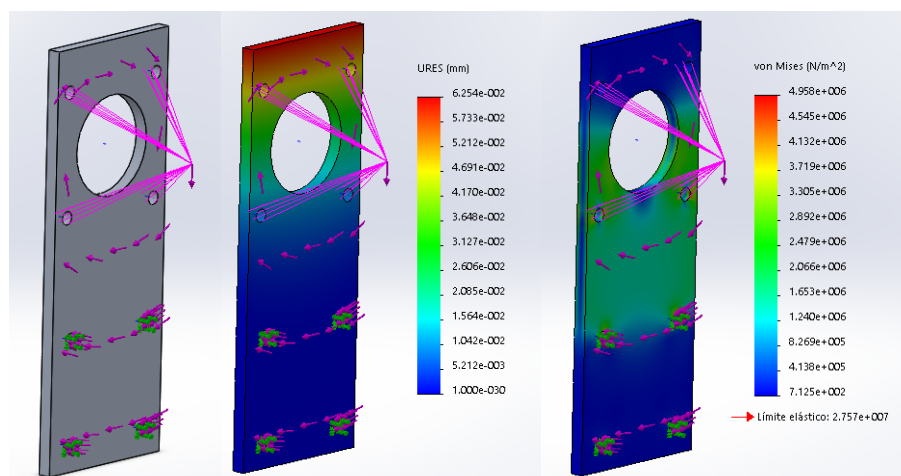 URES (mm)
6.254e-002
5.733e-002
5.212e-002
4.691e-002
4.170e-002
3.648e-002
3.127e-002
2.606e-002
2.085e-002
1.564e-002
1.042e-002
5.212e-003
1.000e-030
von Mises (N/m^2)
4.958e+006
4.545e+006
4.132e+006
3.719e+006
3.305e+006
2.892e+006
2.479e+006
2.066e+006
1.653e+006
1.240e+006
8.269e+005
4.138e+005
7.125e+002
Límite elástico: 2.757e+007